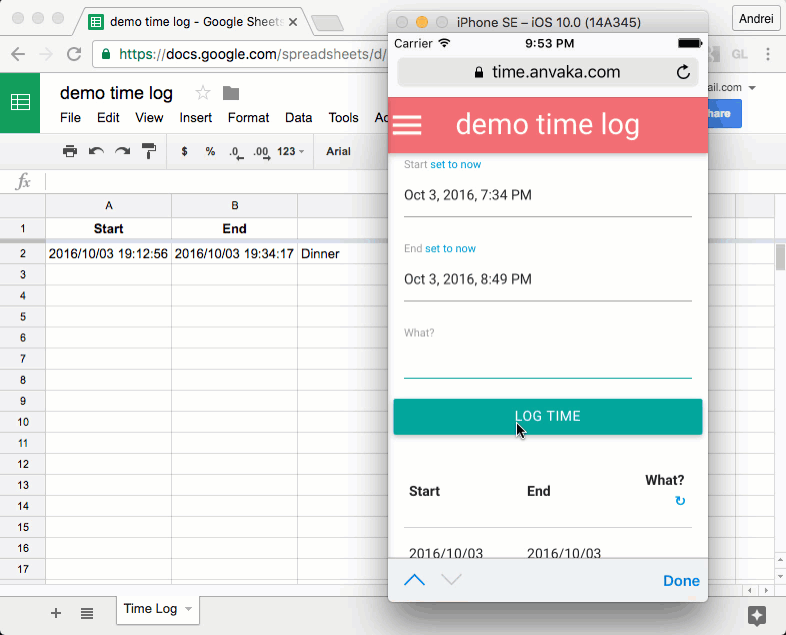 demo time log - Google Sheets
Andrei
https://docs.google.com/spreadsheets/d/
GL
demo time log
File Edit View Insert Format Data Tools
$ % .0 .00 123 Arial
fx
A B
1 Start End
2 2016/10/03 19:12:56 2016/10/03 19:34:17 Dinner
3
4
5
6
7
8
9
10
11
12
13
14
15
16
17
Time Log
iPhone SE – iOS 10.0 (14A345)
Carrier 9:53 PM
time.anvaka.com
demo time log
Start set to now
Oct 3, 2016, 7:34 PM
End set to now
Oct 3, 2016, 8:49 PM
What?
LOG TIME
Start End What?
2016/10/03 2016/10/03
Done